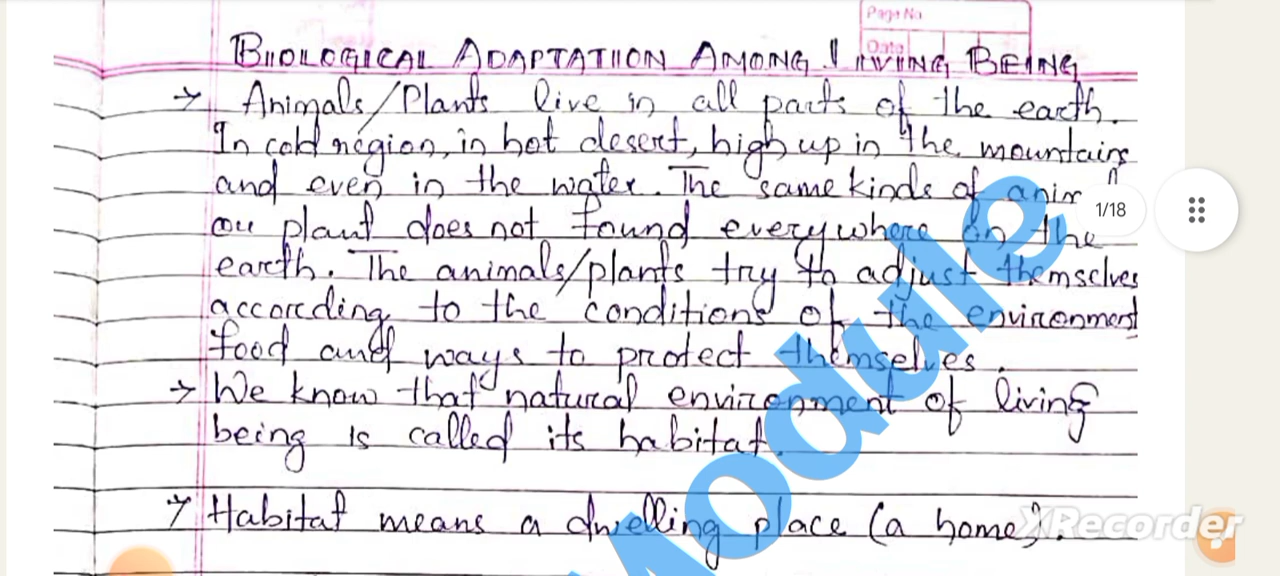 Page No
Date
BIOLOGICAL ADAPTATION AMONG LIVING BEING
→ Animals/Plants live in all parts of the earth.
In cold region, in hot desert, high up in the mountains
and even in the water. The same kinds of anim
or plant does not found everywhere on the
1/18
earth. The animals/plants try to adjust themselves
according to the conditions of the environment
food and ways to protect themselves.
→ We know that natural environment of living
being is called its habitat.
→ Habitat means a dwelling place (a home).
Module
XRecorder